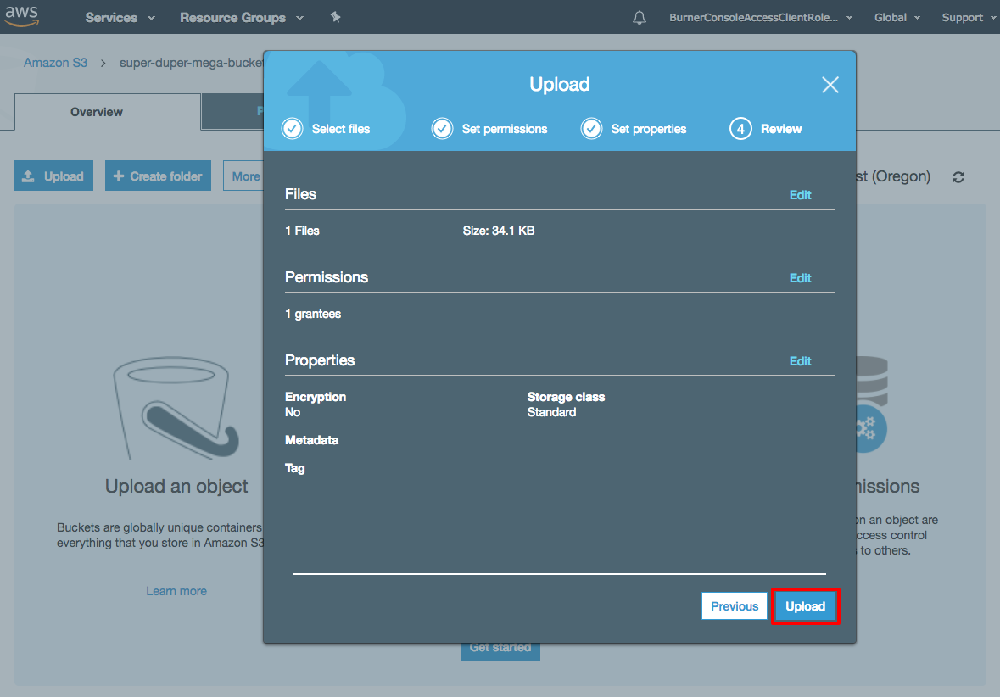 aws
Services
Resource Groups
BurnerConsoleAccessClientRole...
Global
Support
Amazon S3
super-duper-mega-bucket
Overview
P
Upload
Create folder
More
st (Oregon)
Upload
Select files
Set permissions
Set properties
4 Review
Files
Edit
1 Files
Size: 34.1 KB
Permissions
Edit
1 grantees
Properties
Edit
Encryption
No
Storage class
Standard
Metadata
Tag
Previous
Upload
Upload an object
Buckets are globally unique containers
everything that you store in Amazon S3
Learn more
issions
on an object are
ccess control
s to others.
Get started